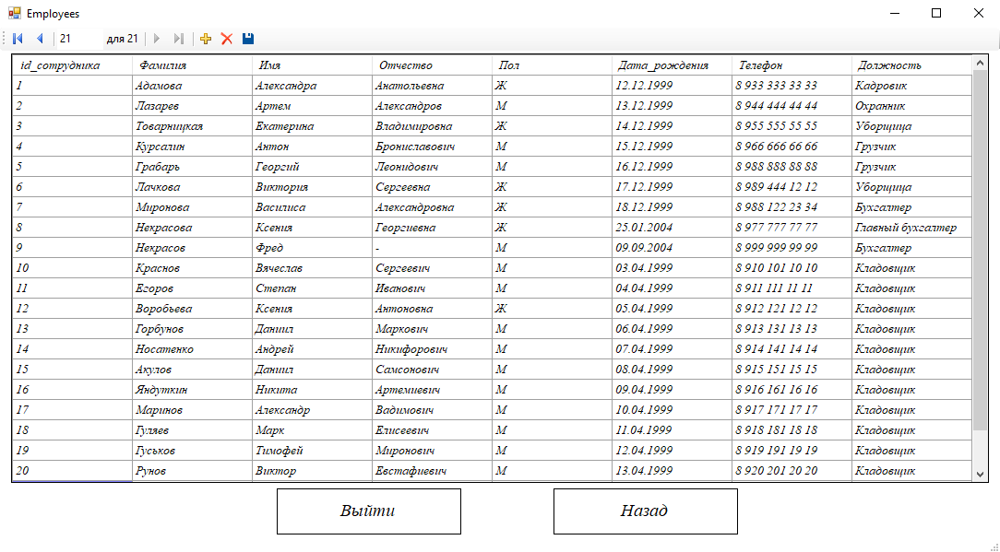 Employees
21 для 21
id_сотрудника Фамилия Имя Отчество Пол Дата_рождения Телефон Должность
1 Адамова Александра Анатольевна Ж 12.12.1999 8 933 333 33 33 Кадровик
2 Лазарев Артем Александров М 13.12.1999 8 944 444 44 44 Охранник
3 Товарницкая Екатерина Владимировна Ж 14.12.1999 8 955 555 55 55 Уборщица
4 Курсалин Антон Брониславович М 15.12.1999 8 966 666 66 66 Грузчик
5 Грабарь Георгий Леонидович М 16.12.1999 8 988 888 88 88 Грузчик
6 Лачкова Виктория Сергеевна Ж 17.12.1999 8 989 444 12 12 Уборщица
7 Миронова Василиса Александровна Ж 18.12.1999 8 988 122 23 34 Бухгалтер
8 Некрасова Ксения Георгиевна Ж 25.01.2004 8 977 777 77 77 Главный бухгалтер
9 Некрасов Фред - М 09.09.2004 8 999 999 99 99 Бухгалтер
10 Краснов Вячеслав Сергеевич М 03.04.1999 8 910 101 10 10 Кладовщик
11 Егоров Степан Иванович М 04.04.1999 8 911 111 11 11 Кладовщик
12 Воробьева Ксения Антоновна Ж 05.04.1999 8 912 121 12 12 Кладовщик
13 Горбунов Даниил Маркович М 06.04.1999 8 913 131 13 13 Кладовщик
14 Носатенко Андрей Никифорович М 07.04.1999 8 914 141 14 14 Кладовщик
15 Акулов Даниил Самсонович М 08.04.1999 8 915 151 15 15 Кладовщик
16 Яндуткин Никита Артемиевич М 09.04.1999 8 916 161 16 16 Кладовщик
17 Маринов Александр Вадимович М 10.04.1999 8 917 171 17 17 Кладовщик
18 Гуляев Марк Елисеевич М 11.04.1999 8 918 181 18 18 Кладовщик
19 Гуськов Тимофей Миронович М 12.04.1999 8 919 191 19 19 Кладовщик
20 Рунов Виктор Евстафиевич М 13.04.1999 8 920 201 20 20 Кладовщик
Выйти Назад